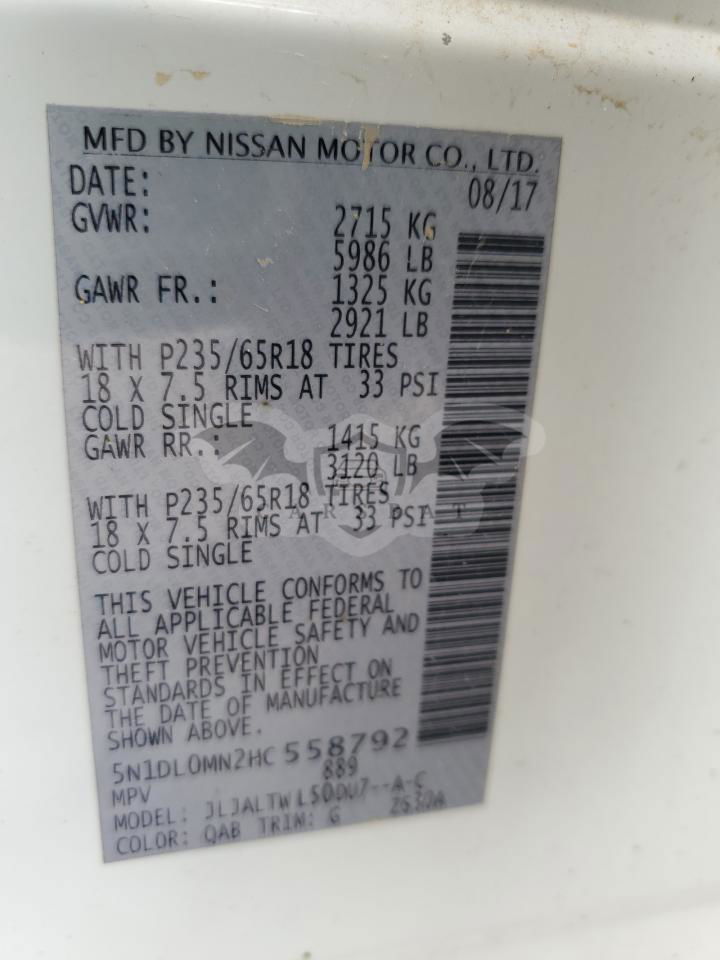 MFD BY NISSAN MOTOR CO., LTD.
DATE: 08/17
GVWR: 2715 KG
5986 LB
GAWR FR.: 1325 KG
2921 LB
WITH P235/65R18 TIRES
18 X 7.5 RIMS AT 33 PSI
COLD SINGLE
GAWR RR.: 1415 KG
3120 LB
WITH P235/65R18 TIRES
18 X 7.5 RIMS AT 33 PSI
COLD SINGLE
THIS VEHICLE CONFORMS TO
ALL APPLICABLE FEDERAL
MOTOR VEHICLE SAFETY AND
THEFT PREVENTION
STANDARDS IN EFFECT ON
THE DATE OF MANUFACTURE
SHOWN ABOVE.
5N1DL0MN2HC558792
MPV 889
MODEL: JLJALTWL50DU7--A-C
COLOR: QAB TRIM: G